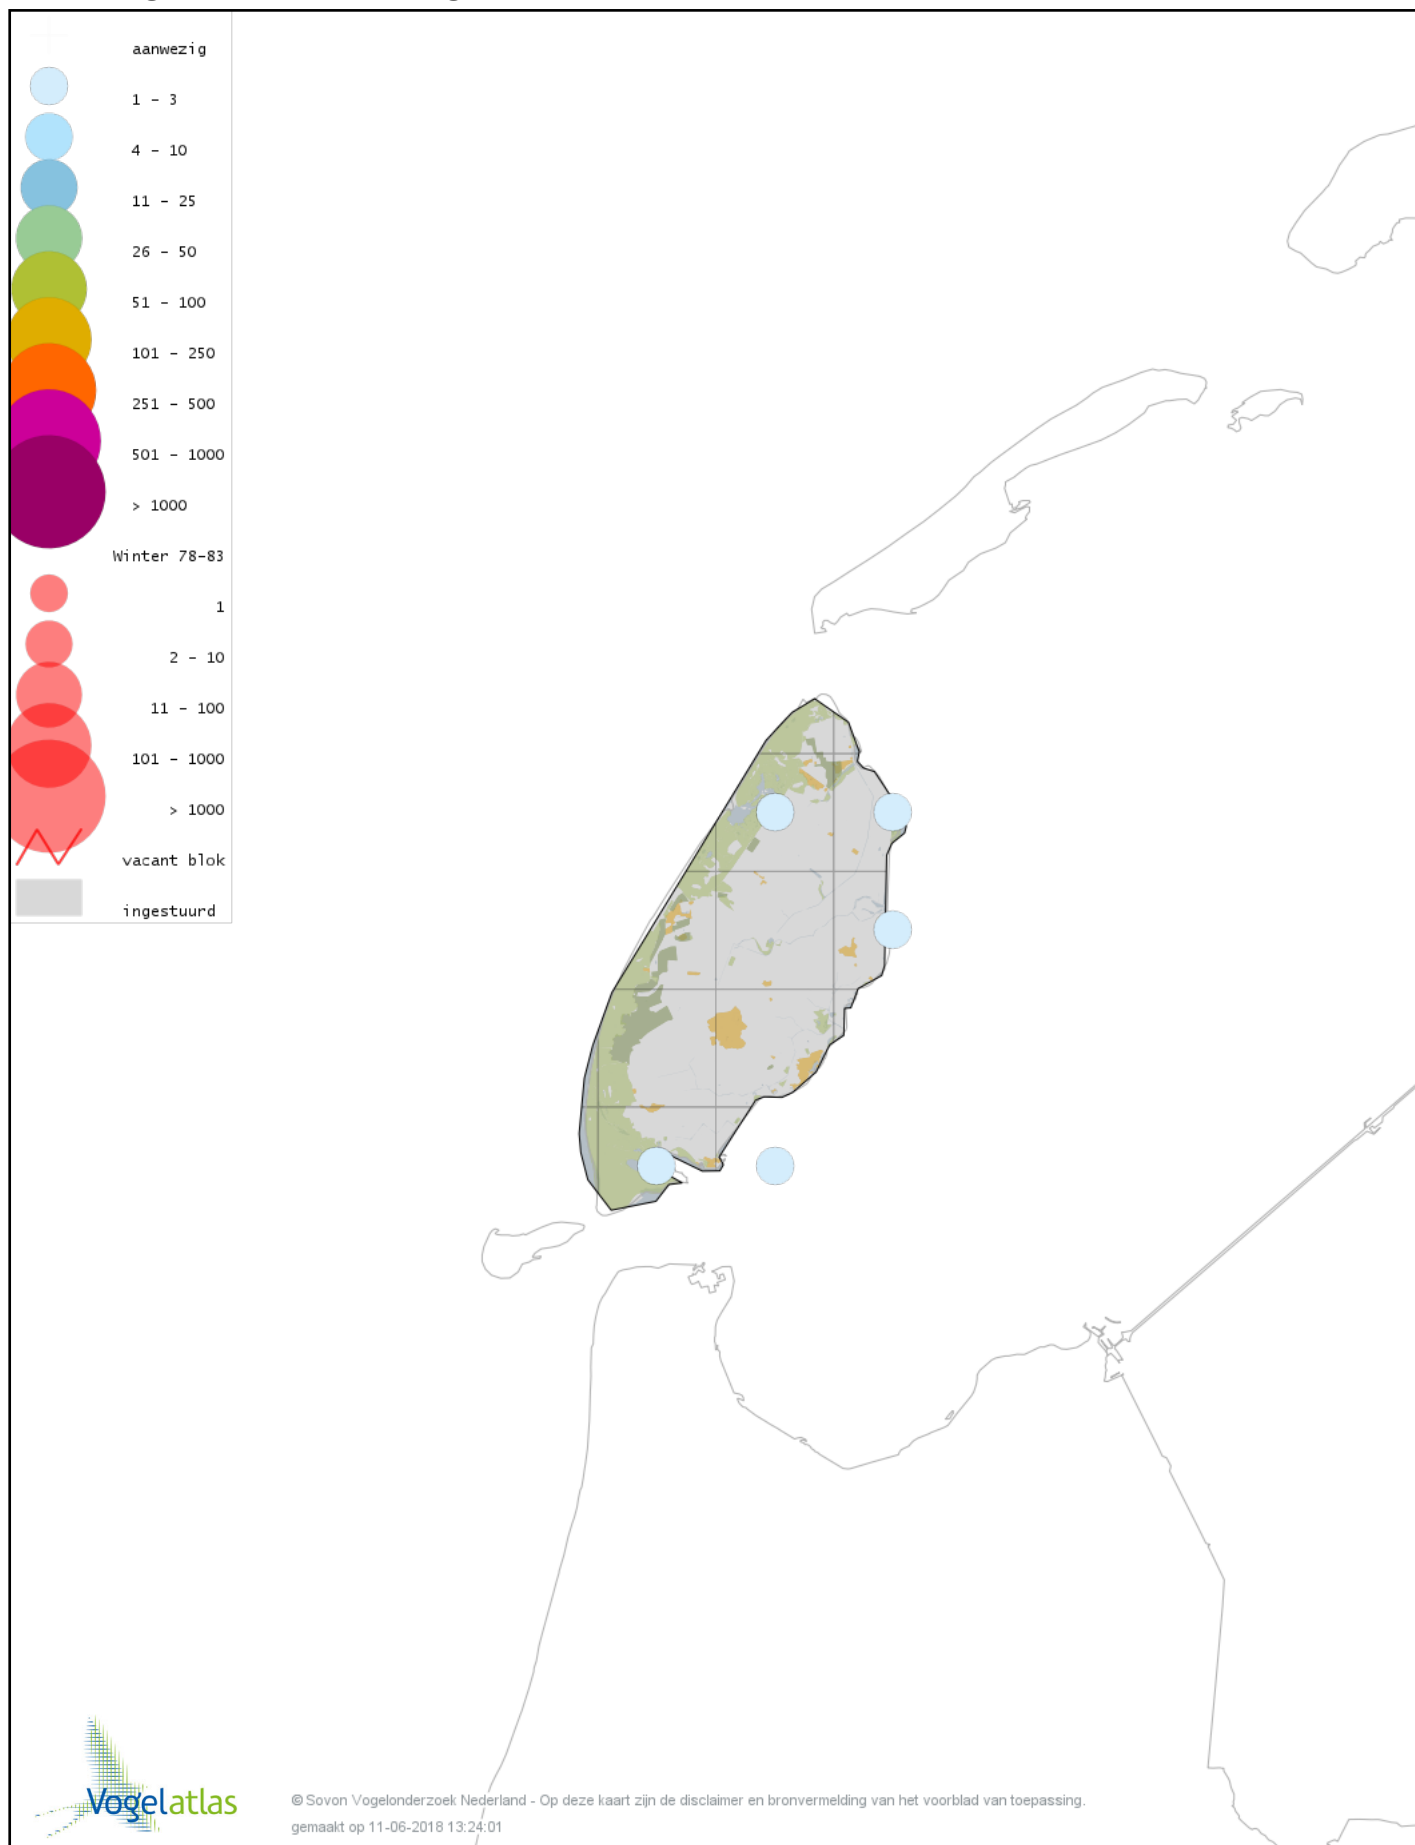 aanwezig
1 - 3
4 - 10
11 - 25
26 - 50
51 - 100
101 - 250
251 - 500
501 - 1000
> 1000
Winter 78-83
1
2 - 10
11 - 100
101 - 1000
> 1000
vacant blok
ingestuurd
Vogelatlas
© Sovon Vogelonderzoek Nederland - Op deze kaart zijn de disclaimer en bronvermelding van het voorblad van toepassing.
gemaakt op 11-06-2018 13:24:01